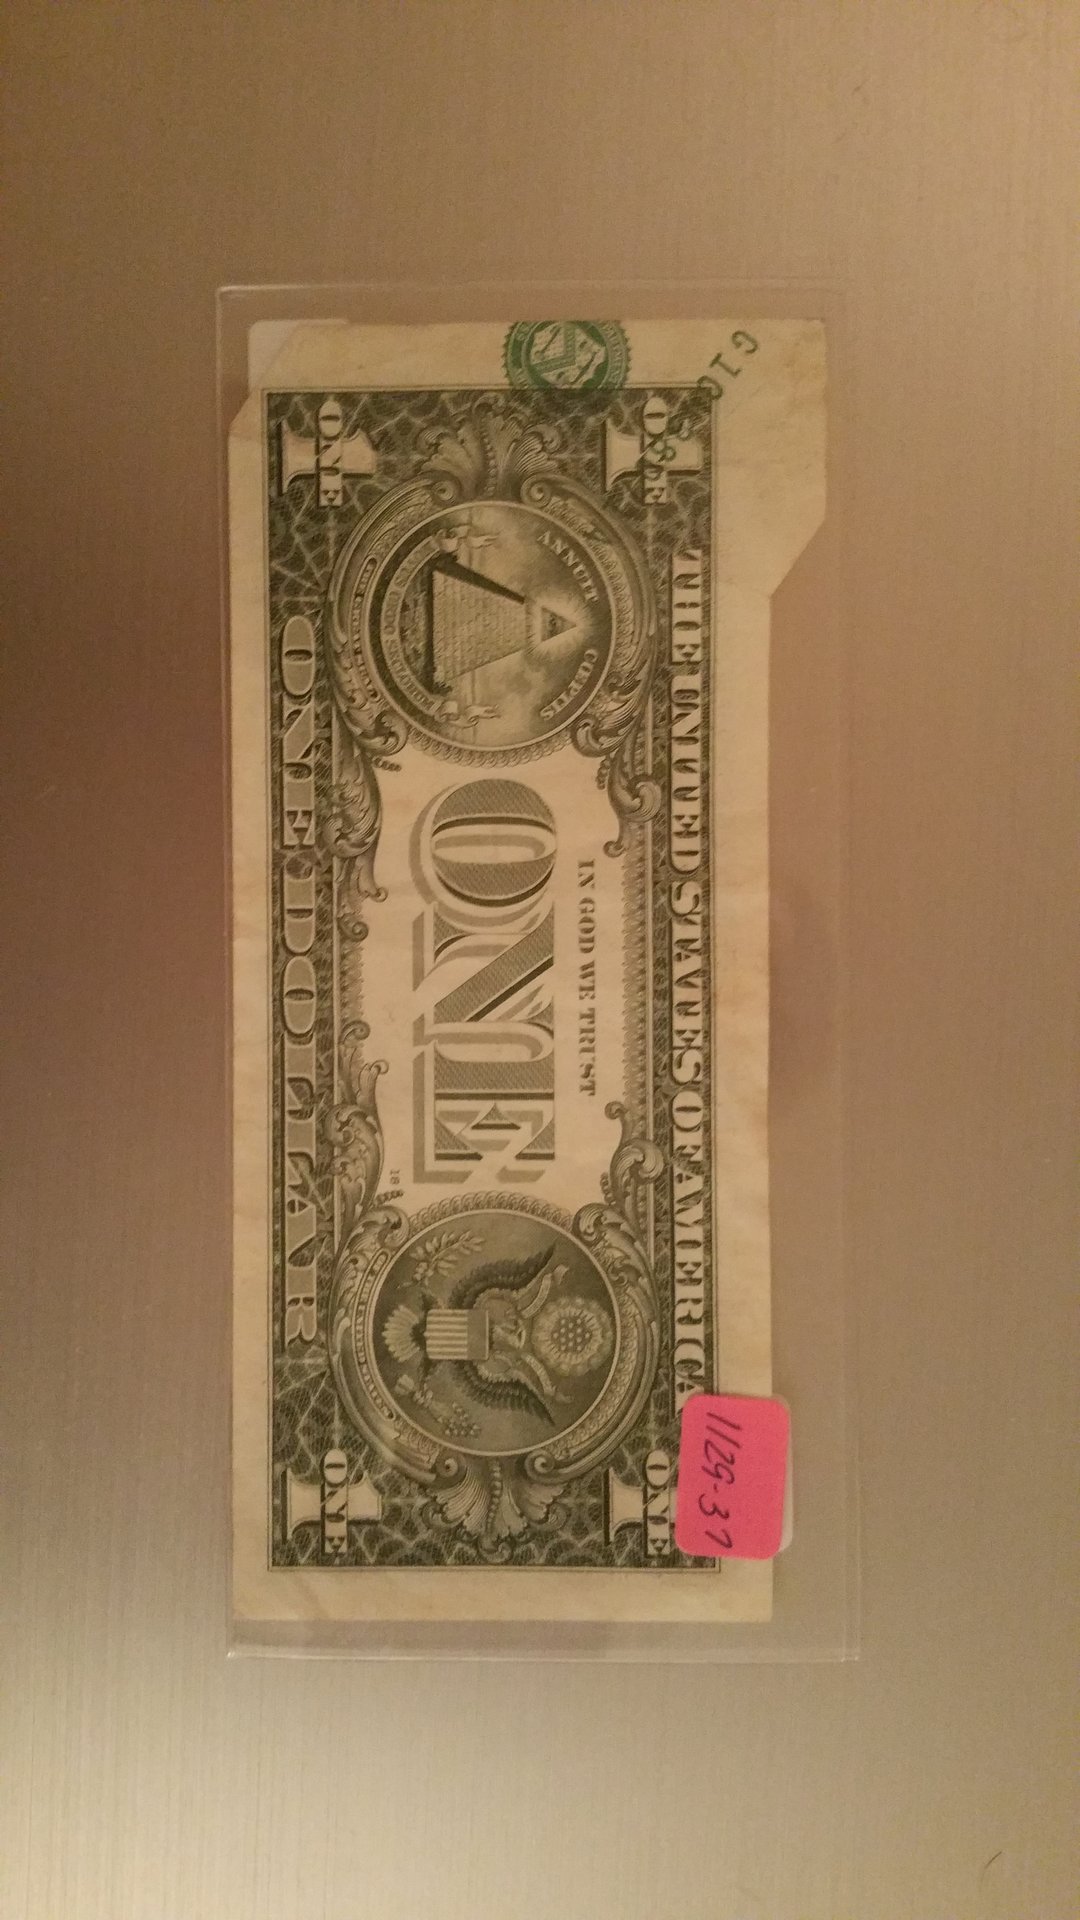 THE UNITED STATES OF AMERICA
ONE
ONE
ANNUIT COEPTIS
IN GOD WE TRUST
ONE
18
ONE
ONE
ONE DOLLAR
1129-37